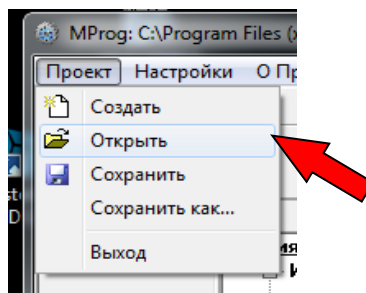 MProg: C:\Program Files (
Проект Настройки О
Создать
Открыть
Сохранить
Сохранить как...
Выход